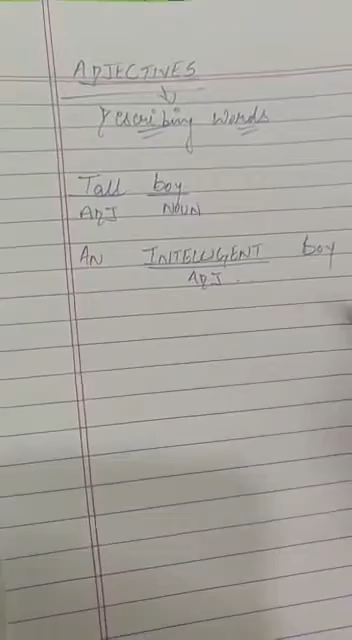 ADJECTIVES
Describing Words
Tall boy
ADJ NOUN
AN INTELLIGENT boy
ADJ.